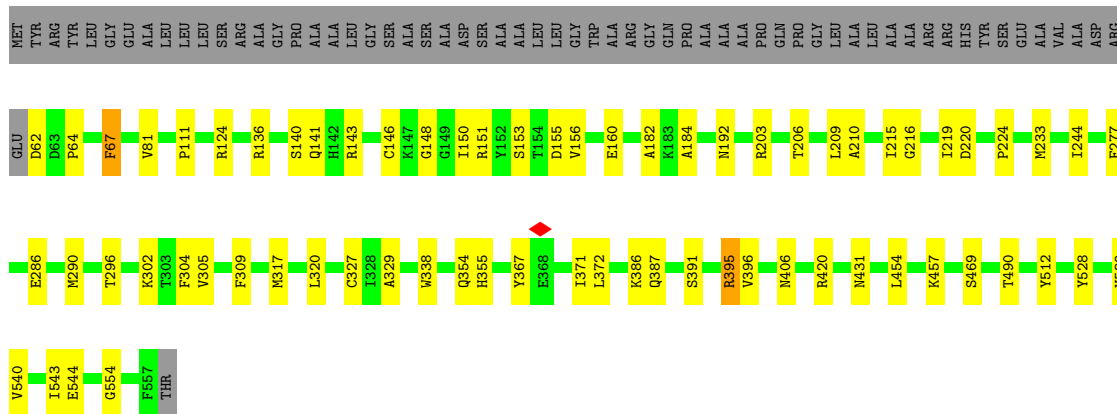 MET TYR ARG TYR LEU GLY GLU ALA LEU LEU LEU SER ARG ALA GLY PRO ALA ALA LEU GLY SER ALA SER ALA ASP SER ALA ALA LEU LEU GLY TRP ALA ARG GLY GLN PRO ALA ALA ALA PRO GLN PRO GLY LEU ALA LEU ALA ALA ARG ARG HIS TYR SER GLU ALA VAL ALA ASP ARG
GLU D62 D63 P64 F67 V81 P111 R124 R136 S140 Q141 H142 R143 C146 K147 G148 G149 I150 R151 Y152 S153 T154 D155 V156 E160 A182 K183 A184 N192 R203 T206 L209 A210 I215 G216 I219 D220 P224 M233 I244 F277
E286 M290 T296 K302 T303 F304 V305 F309 M317 L320 C327 I328 A329 W338 Q354 H355 Y367 E368 I371 L372 K386 Q387 S391 R395 V396 N406 R420 N431 L454 K457 S469 T490 Y512 Y528
V540 I543 E544 G554 F557 THR